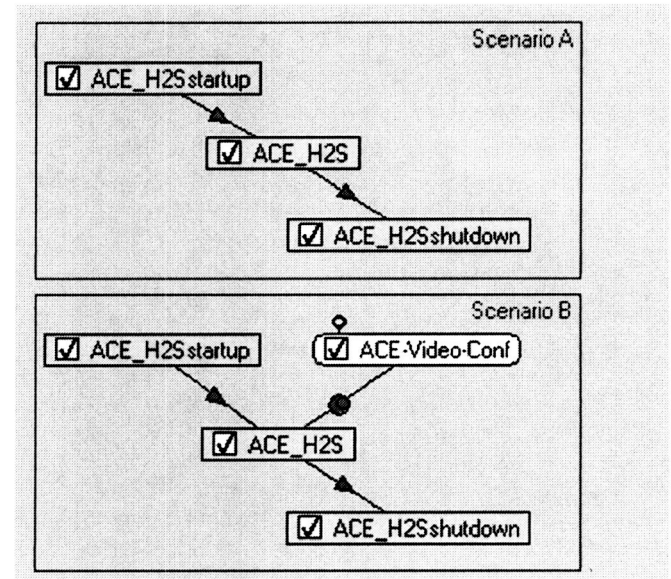 Scenario A
ACE_H2Sstartup
ACE_H2S
ACE_H2Sshutdown
Scenario B
ACE_H2Sstartup
ACE-Video-Conf
ACE_H2S
ACE_H2Sshutdown